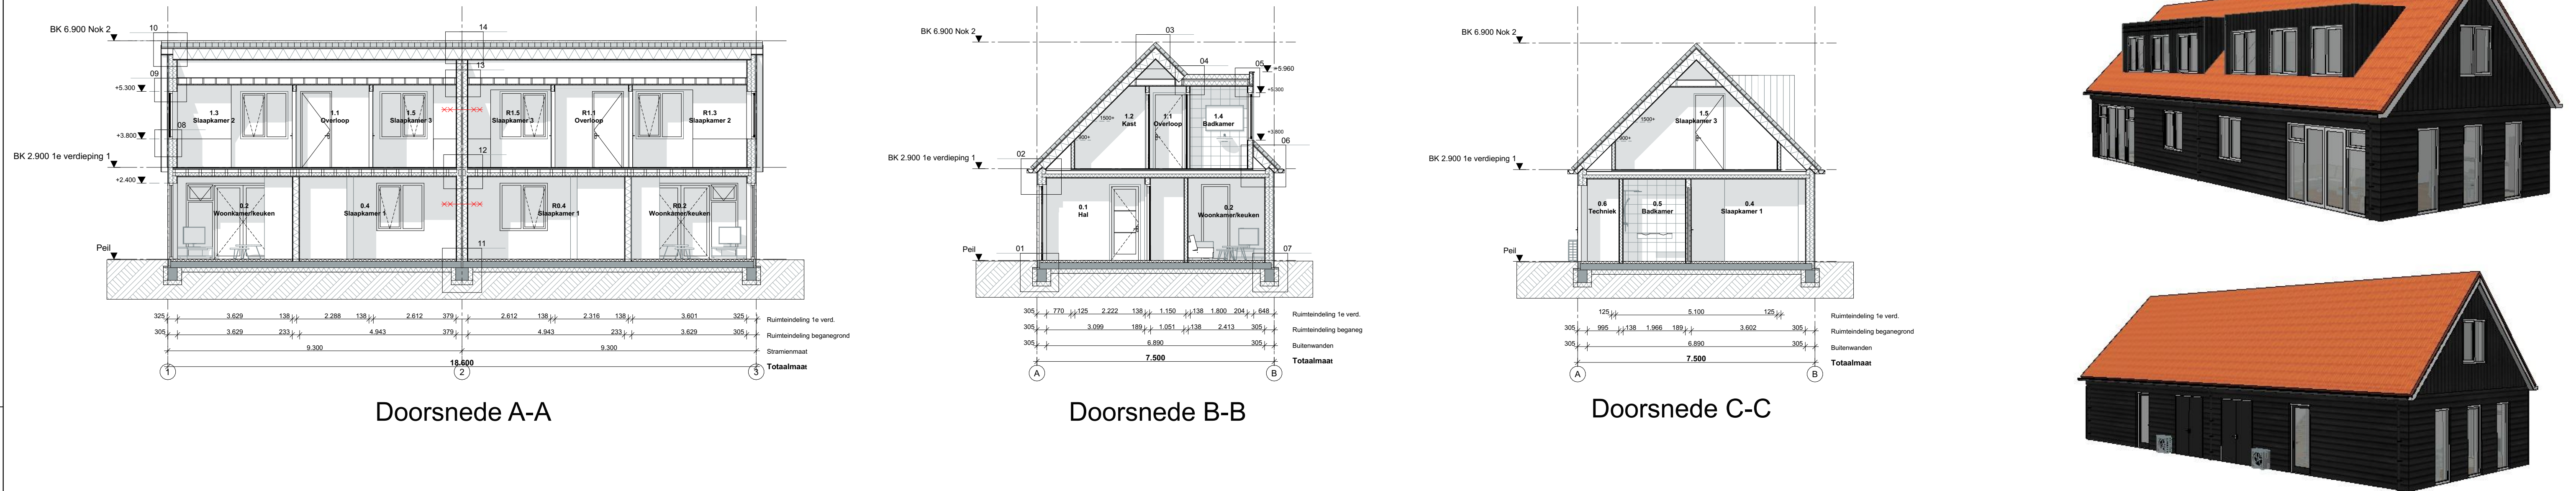 10
14
BK 6.900 Nok 2
13
09
+5.300
1.3
Slaapkamer 2
1.1
Overloop
1.5
Slaapkamer 3
R1.5
Slaapkamer 3
R1.1
Overloop
R1.3
Slaapkamer 2
08
+3.800
12
BK 2.900 1e verdieping 1
+2.400
0.2
Woonkamer/keuken
0.4
Slaapkamer 1
R0.4
Slaapkamer 1
R0.2
Woonkamer/keuken
11
Peil
325 3.629 138 2.288 138 2.612 379 2.612 138 2.316 138 3.601 325 Ruimteindeling 1e verd.
305 3.629 233 4.943 379 4.943 233 3.629 305 Ruimteindeling beganegrond
9.300 9.300 Stramienmaat
18.600 Totaalmaat
1 2 3
Doorsnede A-A
BK 6.900 Nok 2
03
04
05
+5.960
+5.300
1500+
900+
1.2
Kast
1.1
Overloop
1.4
Badkamer
+3.800
06
02
BK 2.900 1e verdieping 1
0.1
Hal
0.2
Woonkamer/keuken
Peil
01
07
305 770 125 2.222 138 1.150 138 1.800 204 648 Ruimteindeling 1e verd.
305 3.099 189 1.051 138 2.413 305 Ruimteindeling beganeg
305 6.890 305 Buitenwanden
7.500 Totaalmaat
A B
Doorsnede B-B
BK 6.900 Nok 2
1500+
900+
1.5
Slaapkamer 3
BK 2.900 1e verdieping 1
0.6
Techniek
0.5
Badkamer
0.4
Slaapkamer 1
Peil
125 5.100 125 Ruimteindeling 1e verd.
305 995 138 1.966 189 3.602 305 Ruimteindeling beganegrond
305 6.890 305 Buitenwanden
7.500 Totaalmaat
A B
Doorsnede C-C